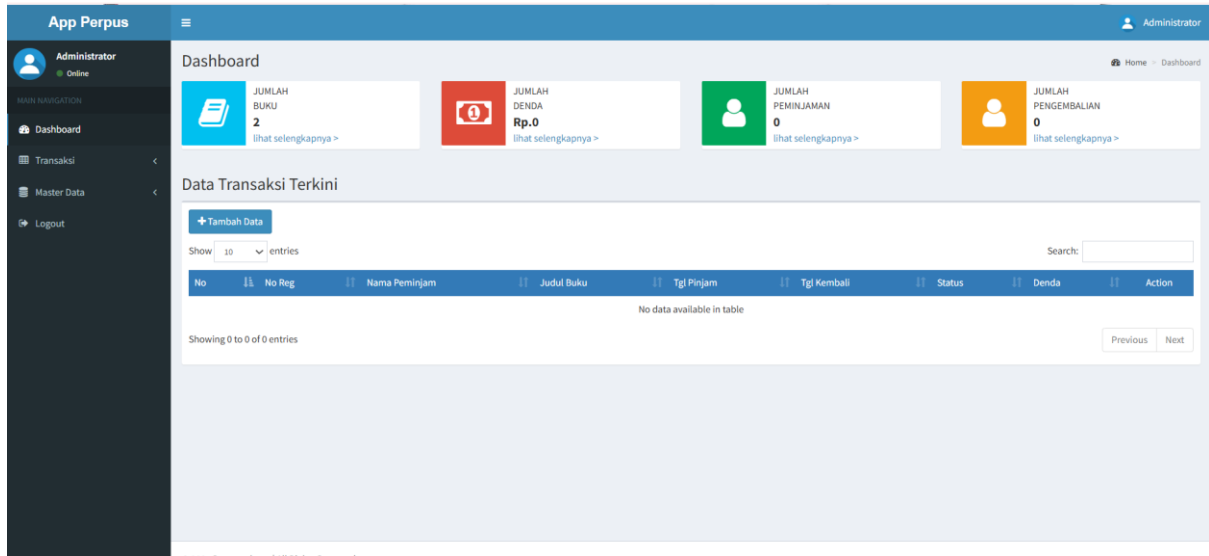 App Perpus
Administrator
Administrator
Online
MAIN NAVIGATION
Dashboard
Transaksi
Master Data
Logout
Dashboard
Home > Dashboard
JUMLAH
BUKU
2
lihat selengkapnya >
JUMLAH
DENDA
Rp.0
lihat selengkapnya >
JUMLAH
PEMINJAMAN
0
lihat selengkapnya >
JUMLAH
PENGEMBALIAN
0
lihat selengkapnya >
Data Transaksi Terkini
+ Tambah Data
Show 10 entries
Search:
No No Reg Nama Peminjam Judul Buku Tgl Pinjam Tgl Kembali Status Denda Action
No data available in table
Showing 0 to 0 of 0 entries
Previous Next